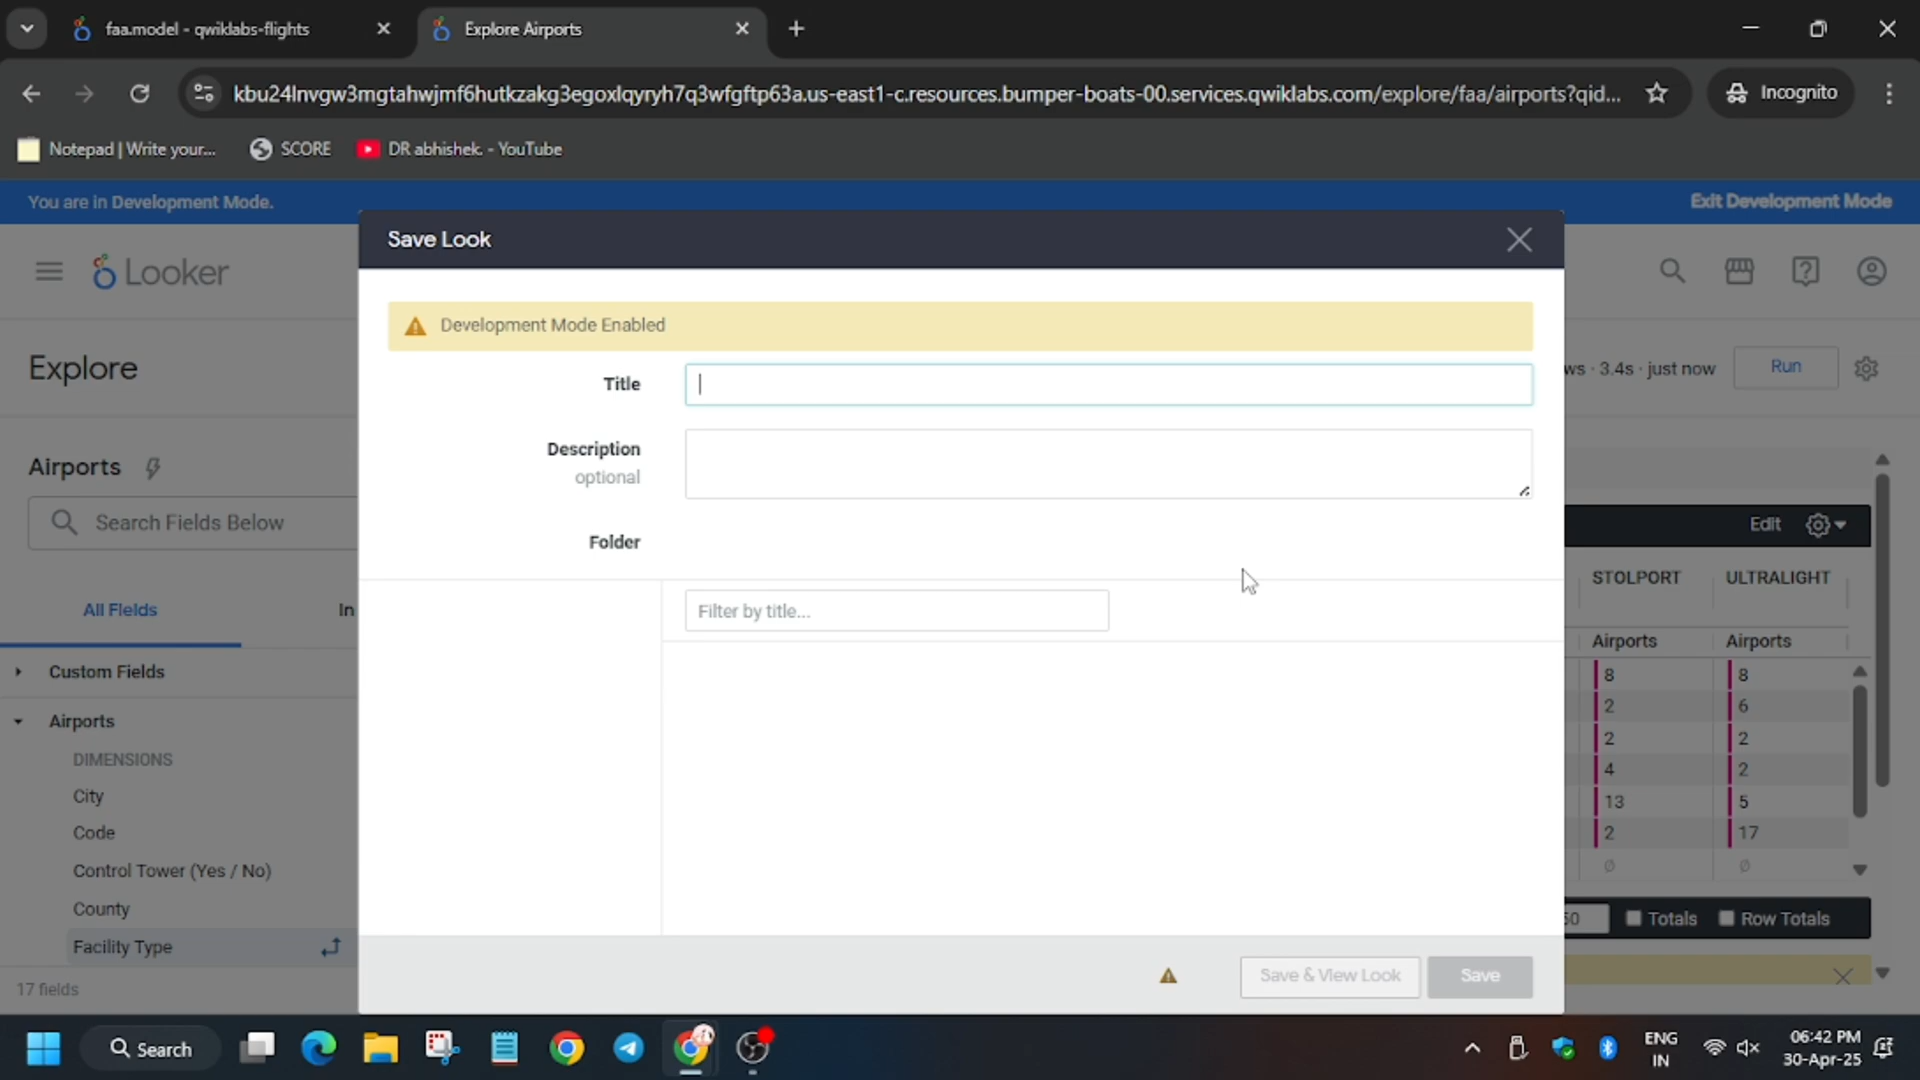 faa.model - qwiklabs-flights
Explore Airports
kbu24lnvgw3mgtahwjmf6hutkzakg3egoxlqyryh7q3wfgftp63a.us-east1-c.resources.bumper-boats-00.services.qwiklabs.com/explore/faa/airports?qid...
Incognito
Notepad | Write your...
SCORE
DR abhishek. - YouTube
You are in Development Mode.
Exit Development Mode
Looker
Save Look
Development Mode Enabled
Explore
ws · 3.4s · just now
Run
Title
Description
optional
Airports
Search Fields Below
Folder
Edit
STOLPORT
ULTRALIGHT
All Fields
In
Filter by title...
Airports
Airports
Custom Fields
8
8
2
6
Airports
2
2
DIMENSIONS
4
2
City
13
5
Code
2
17
Control Tower (Yes / No)
∅
∅
County
50
Totals
Row Totals
Facility Type
Save & View Look
Save
17 fields
Search
ENG
IN
06:42 PM
30-Apr-25